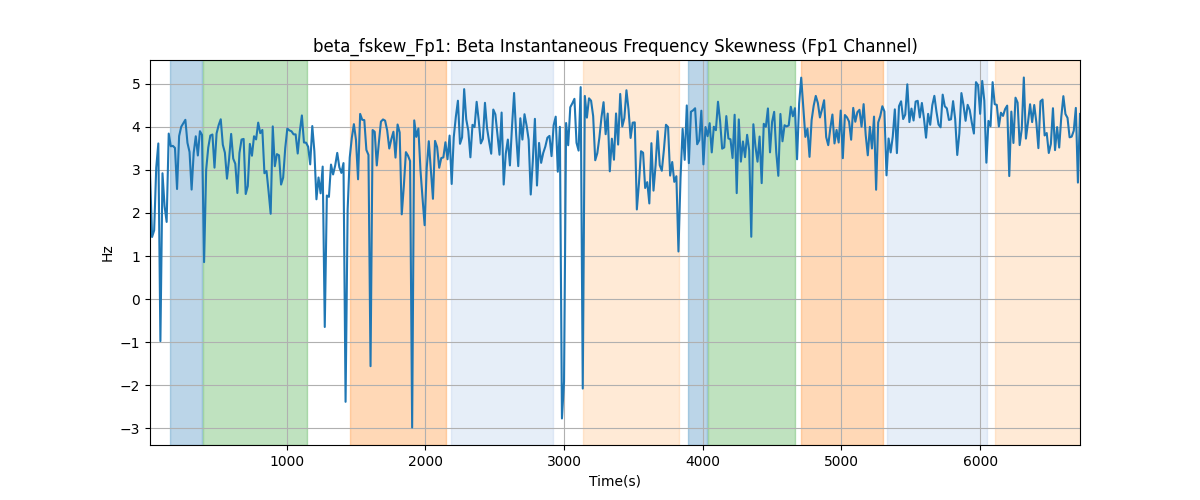 beta_fskew_Fp1: Beta Instantaneous Frequency Skewness (Fp1 Channel)
Hz
5
4
3
2
1
0
−1
−2
−3
1000 2000 3000 4000 5000 6000
Time(s)